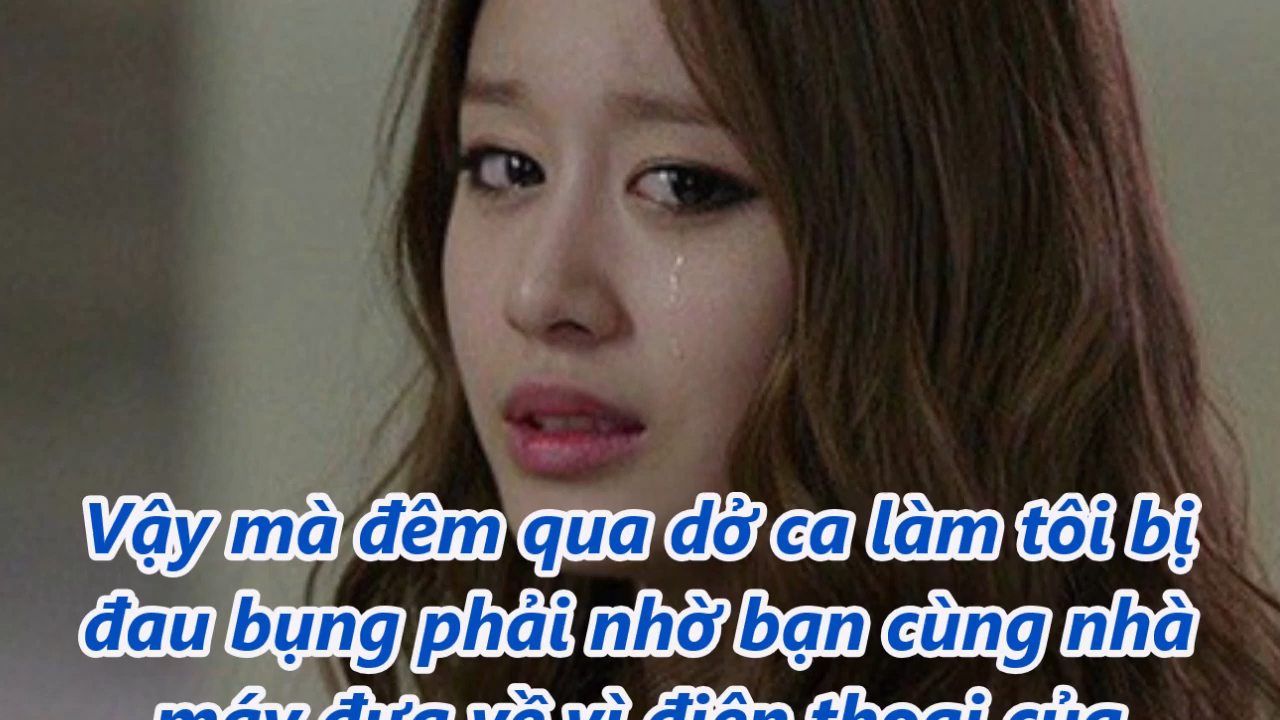 Vậy mà đêm qua dở ca làm tôi bị
đau bụng phải nhờ bạn cùng nhà
máy đưa về vì điện thoại của